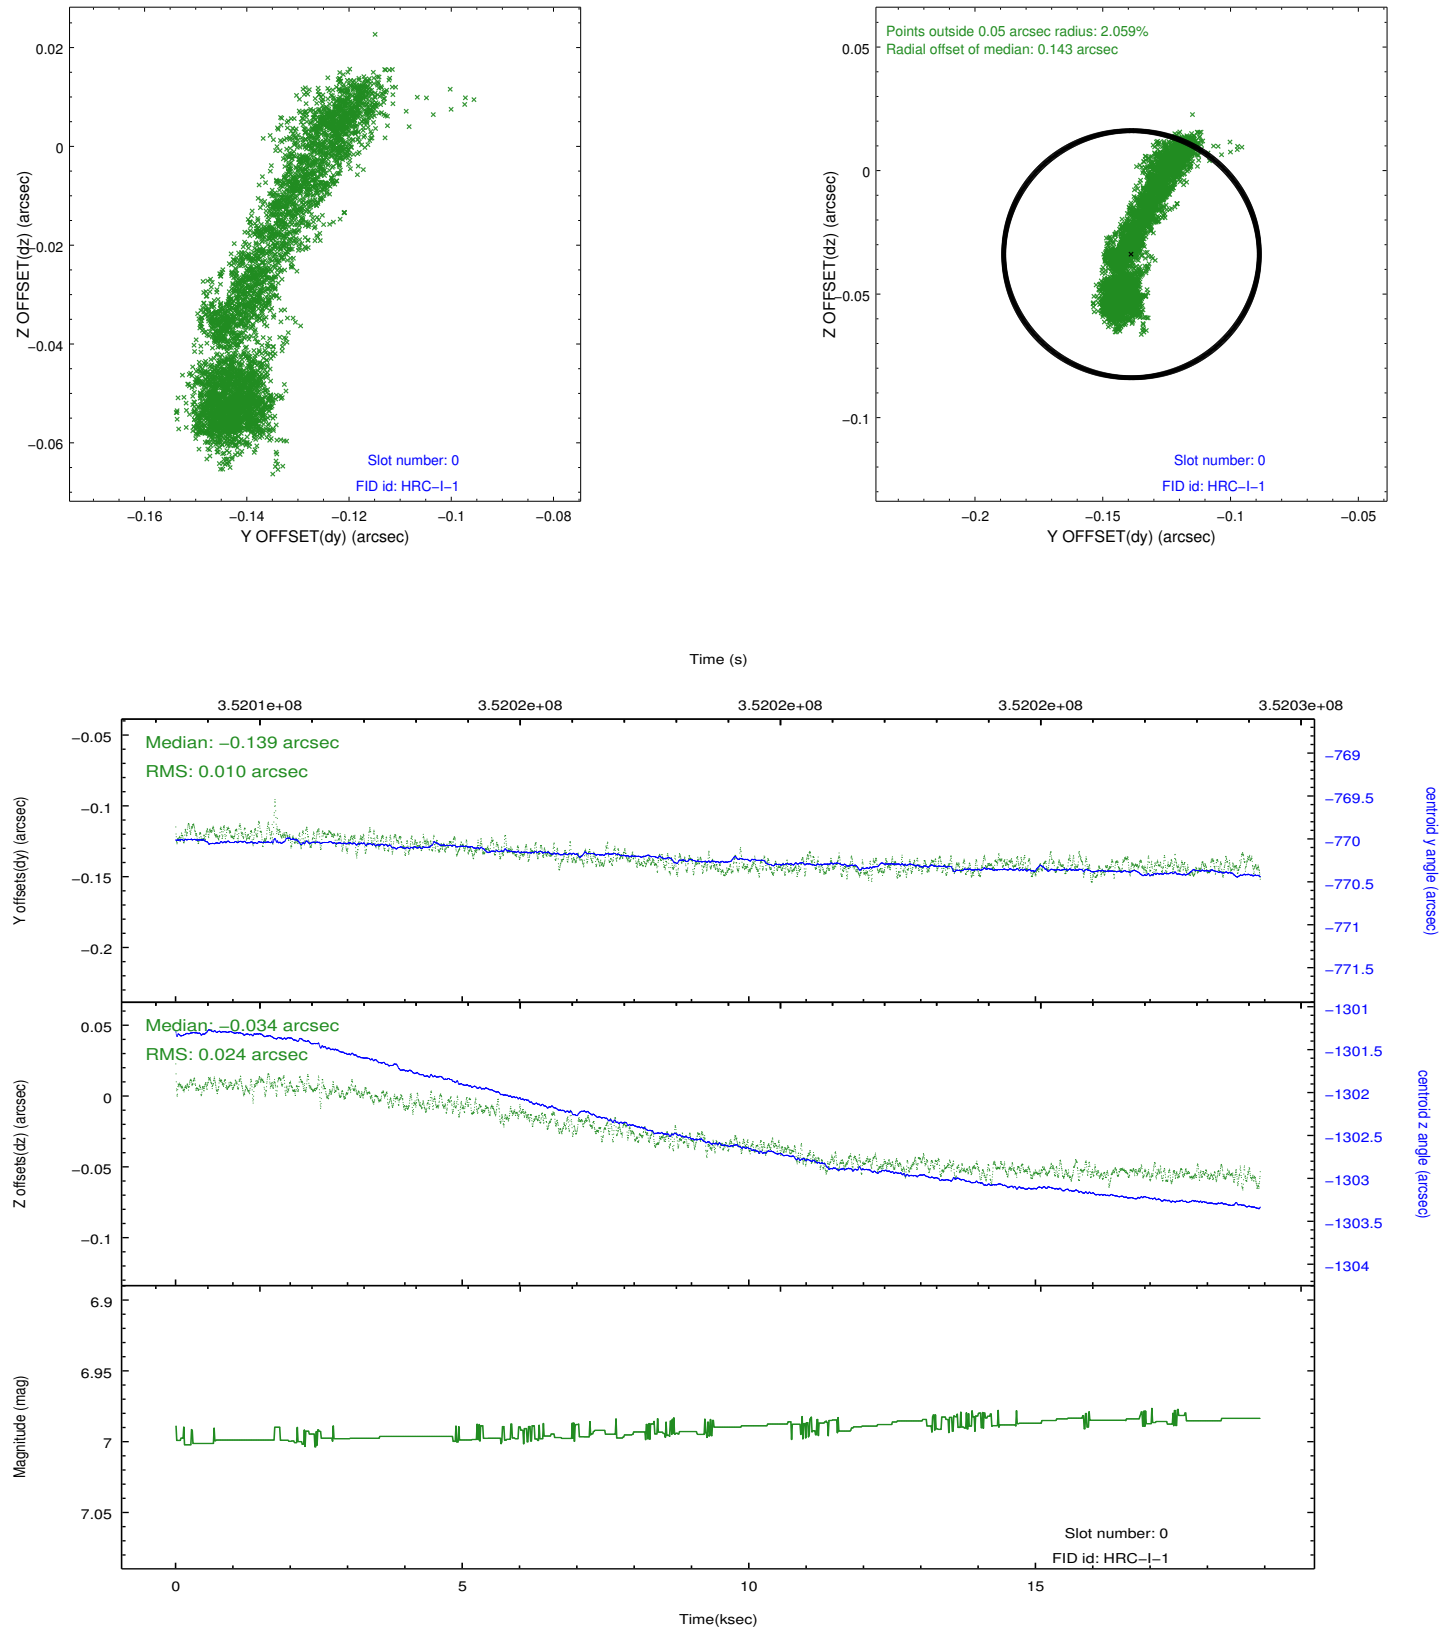 0.02
0
−0.02
−0.04
−0.06
Z OFFSET(dz) (arcsec)
Slot number: 0
FID id: HRC−I−1
−0.16
−0.14
−0.12
−0.1
−0.08
Y OFFSET(dy) (arcsec)
Points outside 0.05 arcsec radius: 2.059%
Radial offset of median: 0.143 arcsec
0.05
0
−0.05
−0.1
Z OFFSET(dz) (arcsec)
Slot number: 0
FID id: HRC−I−1
−0.2
−0.15
−0.1
−0.05
Y OFFSET(dy) (arcsec)
Time (s)
3.5201e+08
3.5202e+08
3.5202e+08
3.5202e+08
3.5203e+08
Median: −0.139 arcsec
RMS: 0.010 arcsec
−0.05
−0.1
−0.15
−0.2
Y offsets(dy) (arcsec)
−769
−769.5
−770
−770.5
−771
−771.5
centroid y angle (arcsec)
Median: −0.034 arcsec
RMS: 0.024 arcsec
0.05
0
−0.05
−0.1
Z offsets(dz) (arcsec)
−1301
−1301.5
−1302
−1302.5
−1303
−1303.5
−1304
centroid z angle (arcsec)
6.9
6.95
7
7.05
Magnitude (mag)
Slot number: 0
FID id: HRC−I−1
0
5
10
15
Time(ksec)